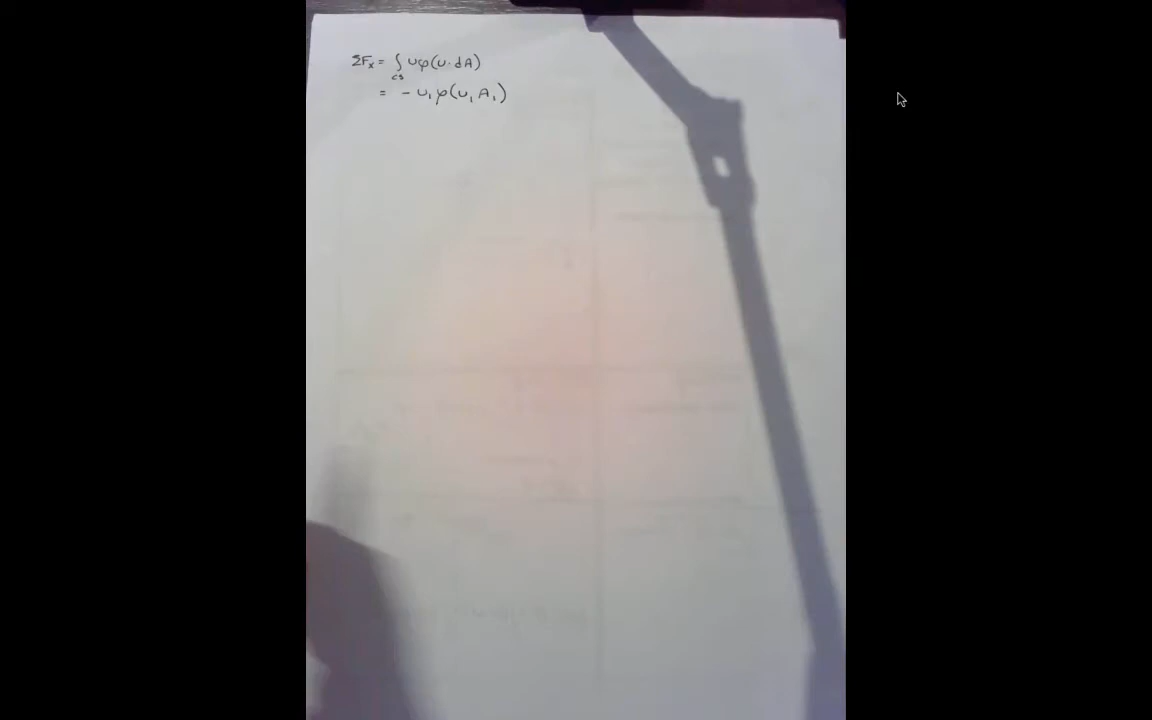 ΣFₓ = ∫cs uρ(u·dA)
= - u₁ρ(u₁A₁)